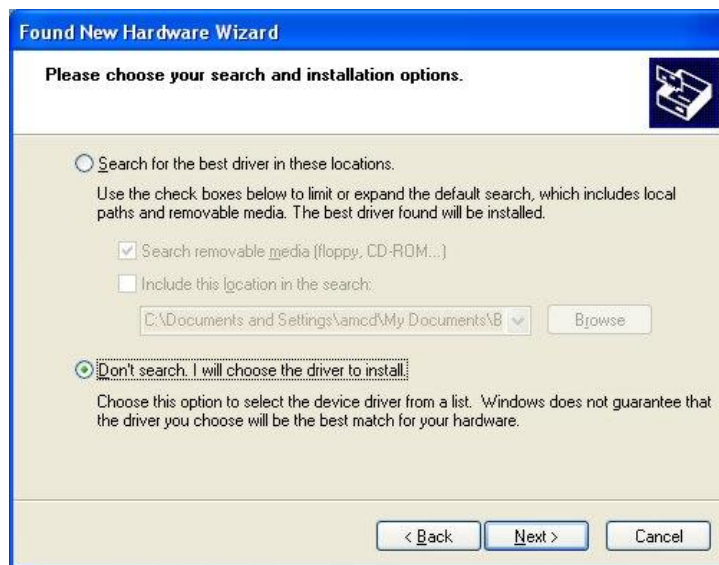 Found New Hardware Wizard
Please choose your search and installation options.
Search for the best driver in these locations.
Use the check boxes below to limit or expand the default search, which includes local
paths and removable media. The best driver found will be installed.
Search removable media (floppy, CD-ROM...)
Include this location in the search:
C:\Documents and Settings\amcd\My Documents\B
Browse
Don't search. I will choose the driver to install.
Choose this option to select the device driver from a list. Windows does not guarantee that
the driver you choose will be the best match for your hardware.
< Back Next > Cancel